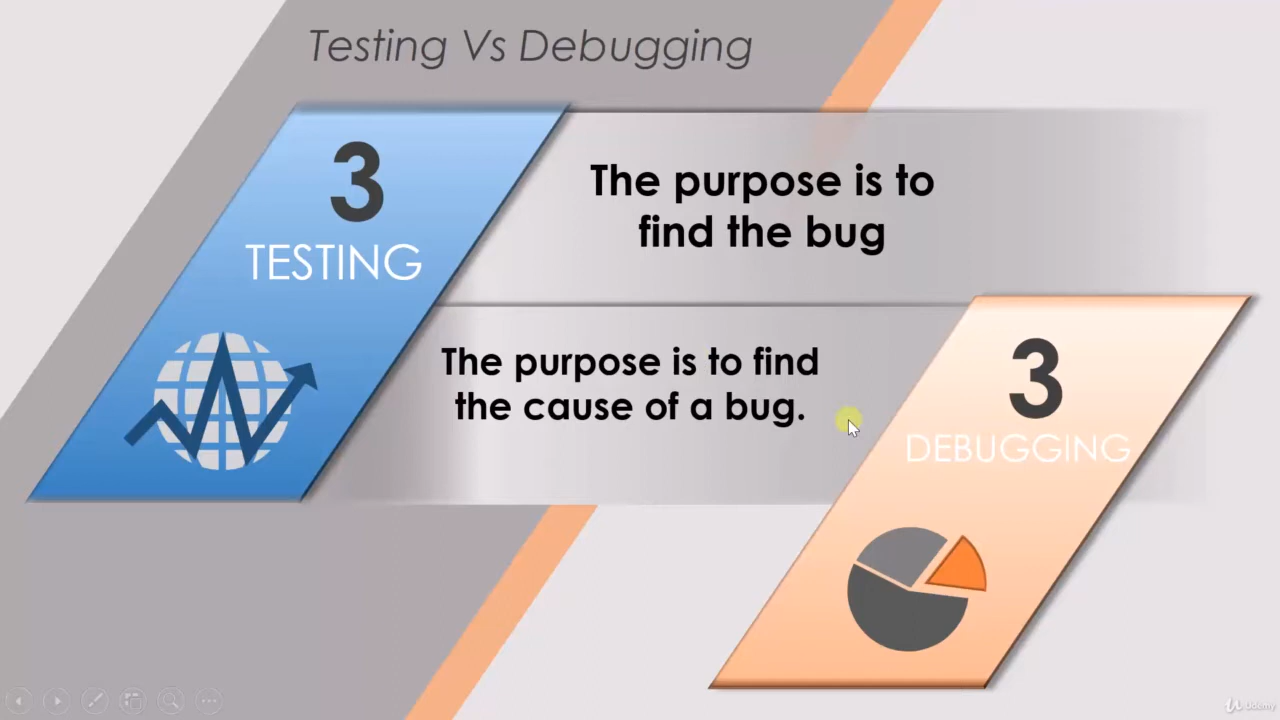 Testing Vs Debugging
3
TESTING
The purpose is to
find the bug
The purpose is to find
the cause of a bug.
3
DEBUGGING
Udemy